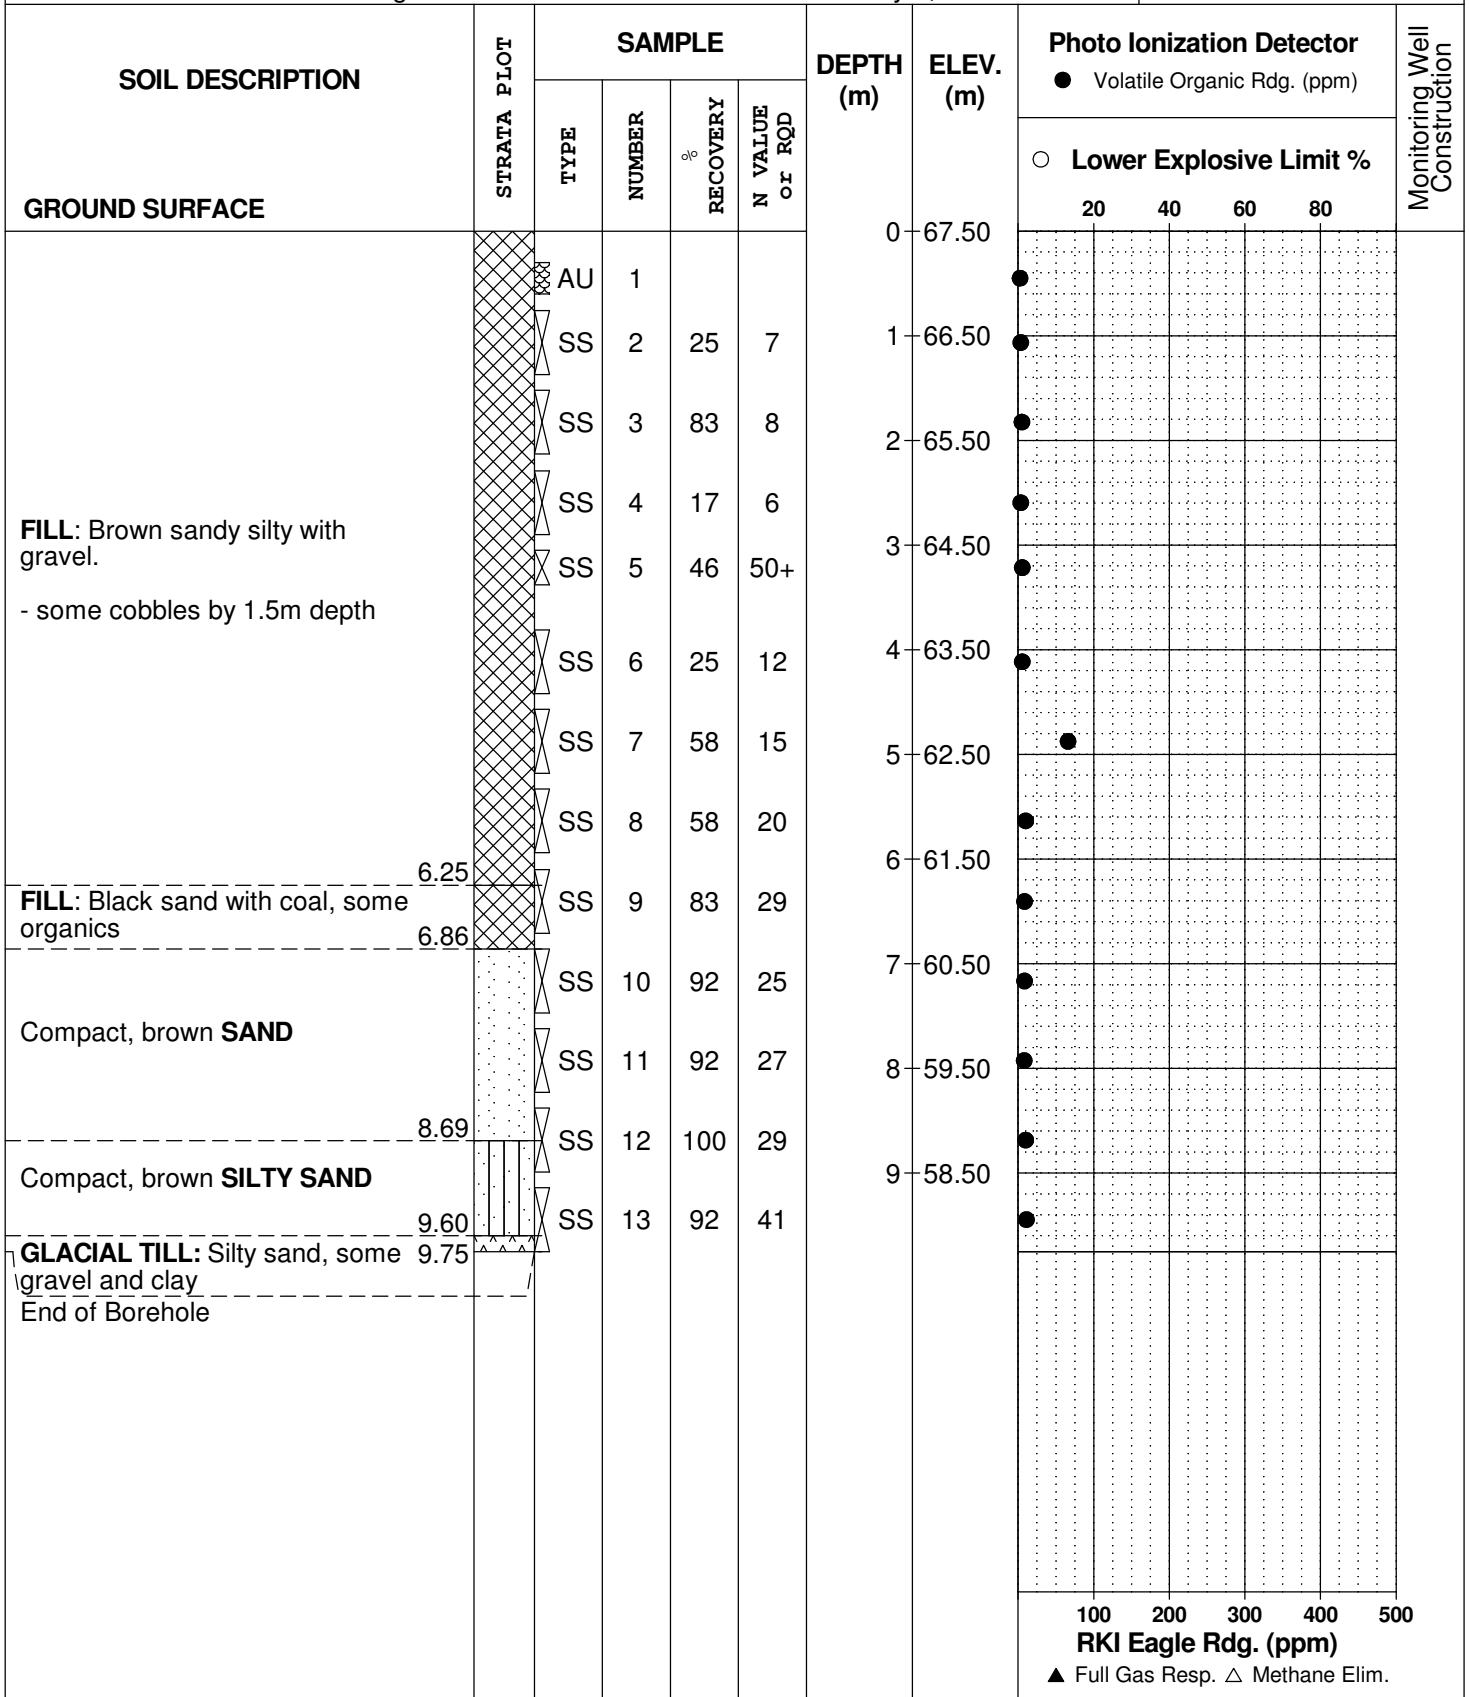 SOIL DESCRIPTION
GROUND SURFACE
STRATA PLOT
SAMPLE
TYPE
NUMBER
%
RECOVERY
N VALUE
or RQD
DEPTH
(m)
ELEV.
(m)
Photo Ionization Detector
● Volatile Organic Rdg. (ppm)
○ Lower Explosive Limit %
20 40 60 80
Monitoring Well
Construction
0 67.50
AU 1
SS 2 25 7
1 66.50
SS 3 83 8
2 65.50
SS 4 17 6
FILL: Brown sandy silty with
gravel.
- some cobbles by 1.5m depth
3 64.50
SS 5 46 50+
4 63.50
SS 6 25 12
SS 7 58 15
5 62.50
SS 8 58 20
6 61.50
6.25
FILL: Black sand with coal, some
organics
6.86
SS 9 83 29
7 60.50
SS 10 92 25
Compact, brown SAND
SS 11 92 27
8 59.50
8.69
SS 12 100 29
Compact, brown SILTY SAND
9 58.50
9.60
SS 13 92 41
GLACIAL TILL: Silty sand, some 9.75
gravel and clay
End of Borehole
100 200 300 400 500
RKI Eagle Rdg. (ppm)
▲ Full Gas Resp. △ Methane Elim.